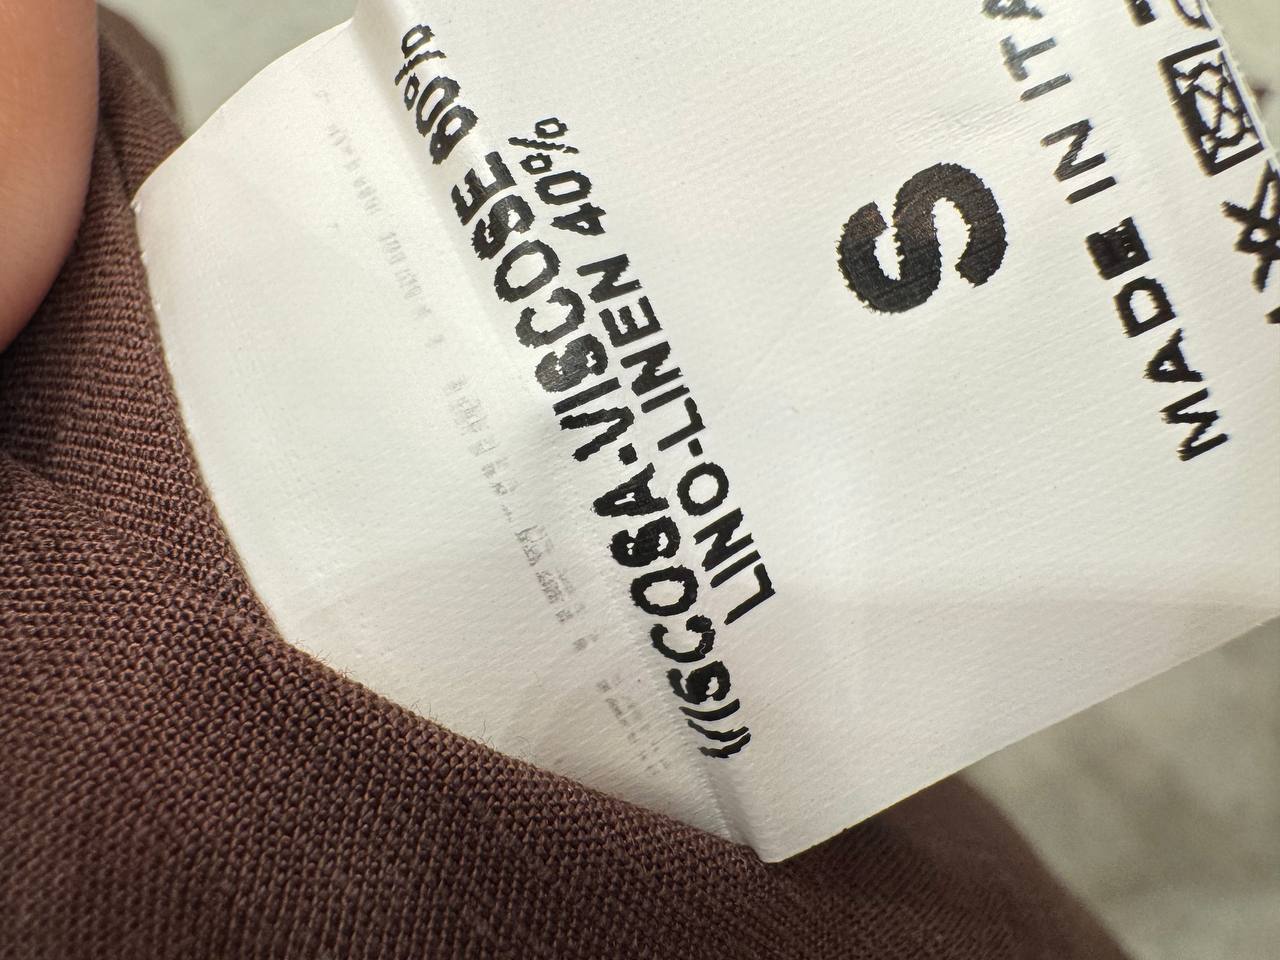 VISCOSA-VISCOSE 60%
LINO-LINEN 40%
S
MADE IN ITA